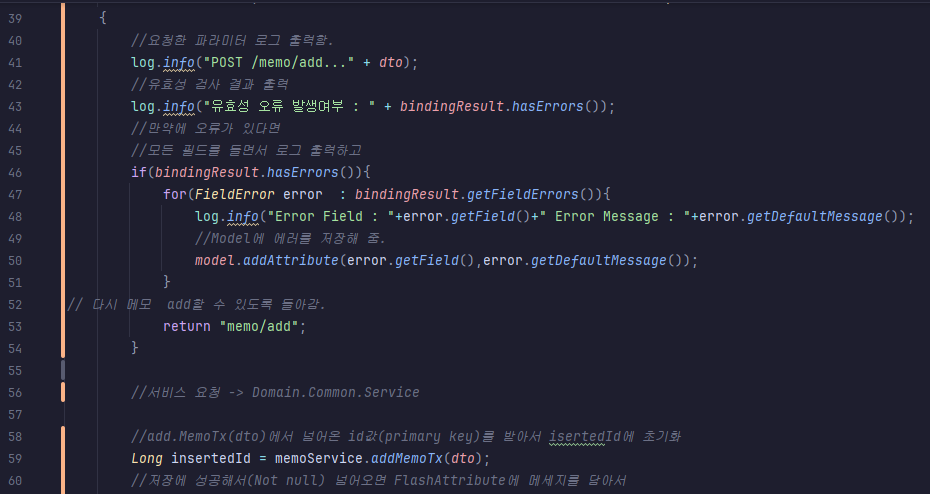 39 {
40 //요청한 파라미터 로그 출력함.
41 log.info("POST /memo/add..." + dto);
42 //유효성 검사 결과 출력
43 log.info("유효성 오류 발생여부 : " + bindingResult.hasErrors());
44 //만약에 오류가 있다면
45 //모든 필드를 돌면서 로그 출력하고
46 if(bindingResult.hasErrors()){
47 for(FieldError error  : bindingResult.getFieldErrors()){
48 log.info("Error Field : "+error.getField()+" Error Message : "+error.getDefaultMessage());
49 //Model에 에러를 저장해 줌.
50 model.addAttribute(error.getField(),error.getDefaultMessage());
51 }
52 // 다시 메모  add할 수 있도록 돌아감.
53 return "memo/add";
54 }
55
56 //서비스 요청 -> Domain.Common.Service
57
58 //add.MemoTx(dto)에서 넘어온 id값(primary key)를 받아서 isertedId에 초기화
59 Long insertedId = memoService.addMemoTx(dto);
60 //저장에 성공해서(Not null) 넘어오면 FlashAttribute에 메세지를 담아서